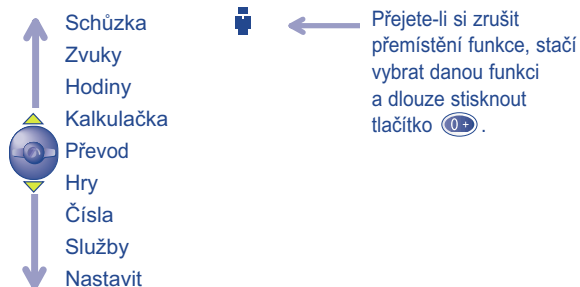 Schůzka
Zvuky
Hodiny
Kalkulačka
Převod
Hry
Čísla
Služby
Nastavit
Přejete-li si zrušit
přemístění funkce, stačí
vybrat danou funkci
a dlouze stisknout
tlačítko 0+ .